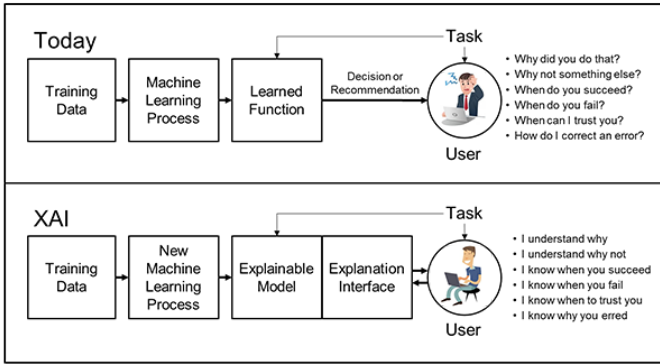 Today
Task
Training
Data
Machine
Learning
Process
Learned
Function
Decision or
Recommendation
User
• Why did you do that?
• Why not something else?
• When do you succeed?
• When do you fail?
• When can I trust you?
• How do I correct an error?
XAI
Task
Training
Data
New
Machine
Learning
Process
Explainable
Model
Explanation
Interface
User
• I understand why
• I understand why not
• I know when you succeed
• I know when you fail
• I know when to trust you
• I know why you erred